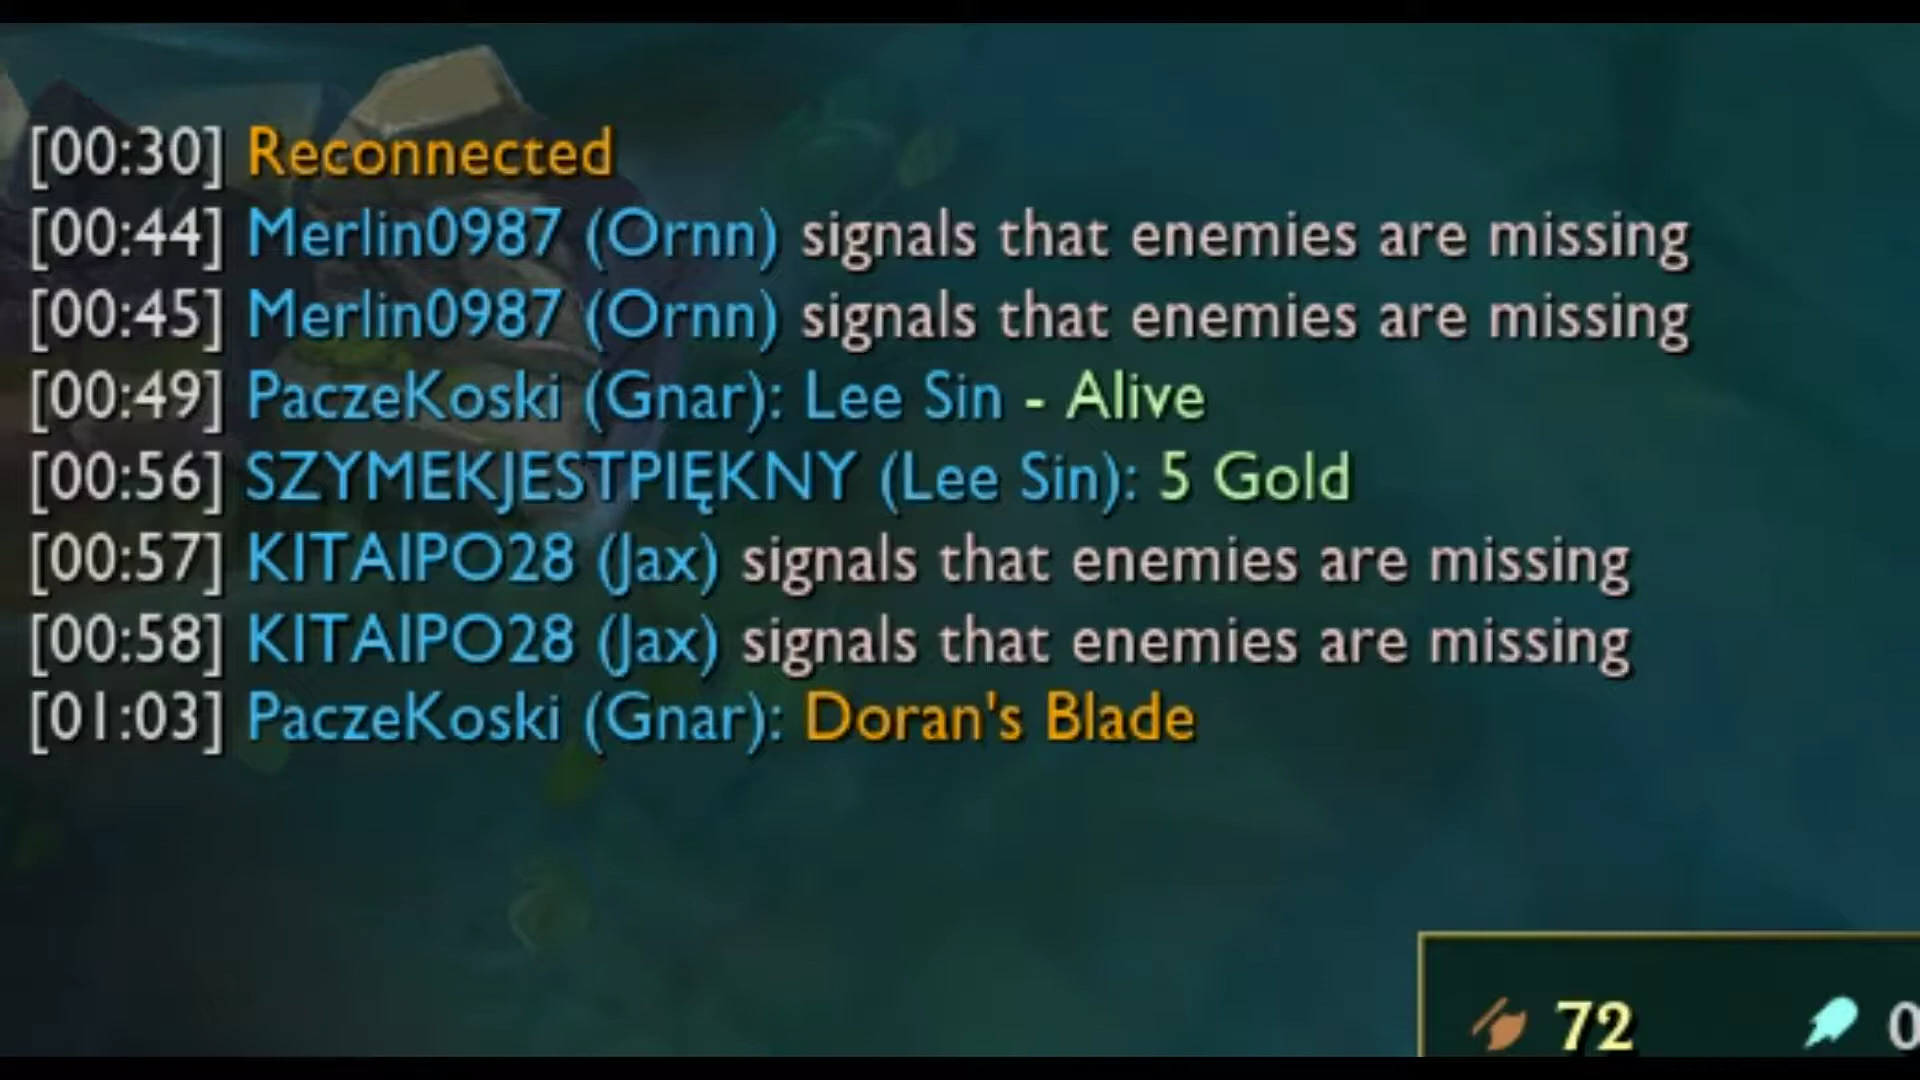 [00:30] Reconnected
[00:44] Merlin0987 (Ornn) signals that enemies are missing
[00:45] Merlin0987 (Ornn) signals that enemies are missing
[00:49] PaczeKoski (Gnar): Lee Sin - Alive
[00:56] SZYMEKJESTPIĘKNY (Lee Sin): 5 Gold
[00:57] KITAIPO28 (Jax) signals that enemies are missing
[00:58] KITAIPO28 (Jax) signals that enemies are missing
[01:03] PaczeKoski (Gnar): Doran's Blade
72 0